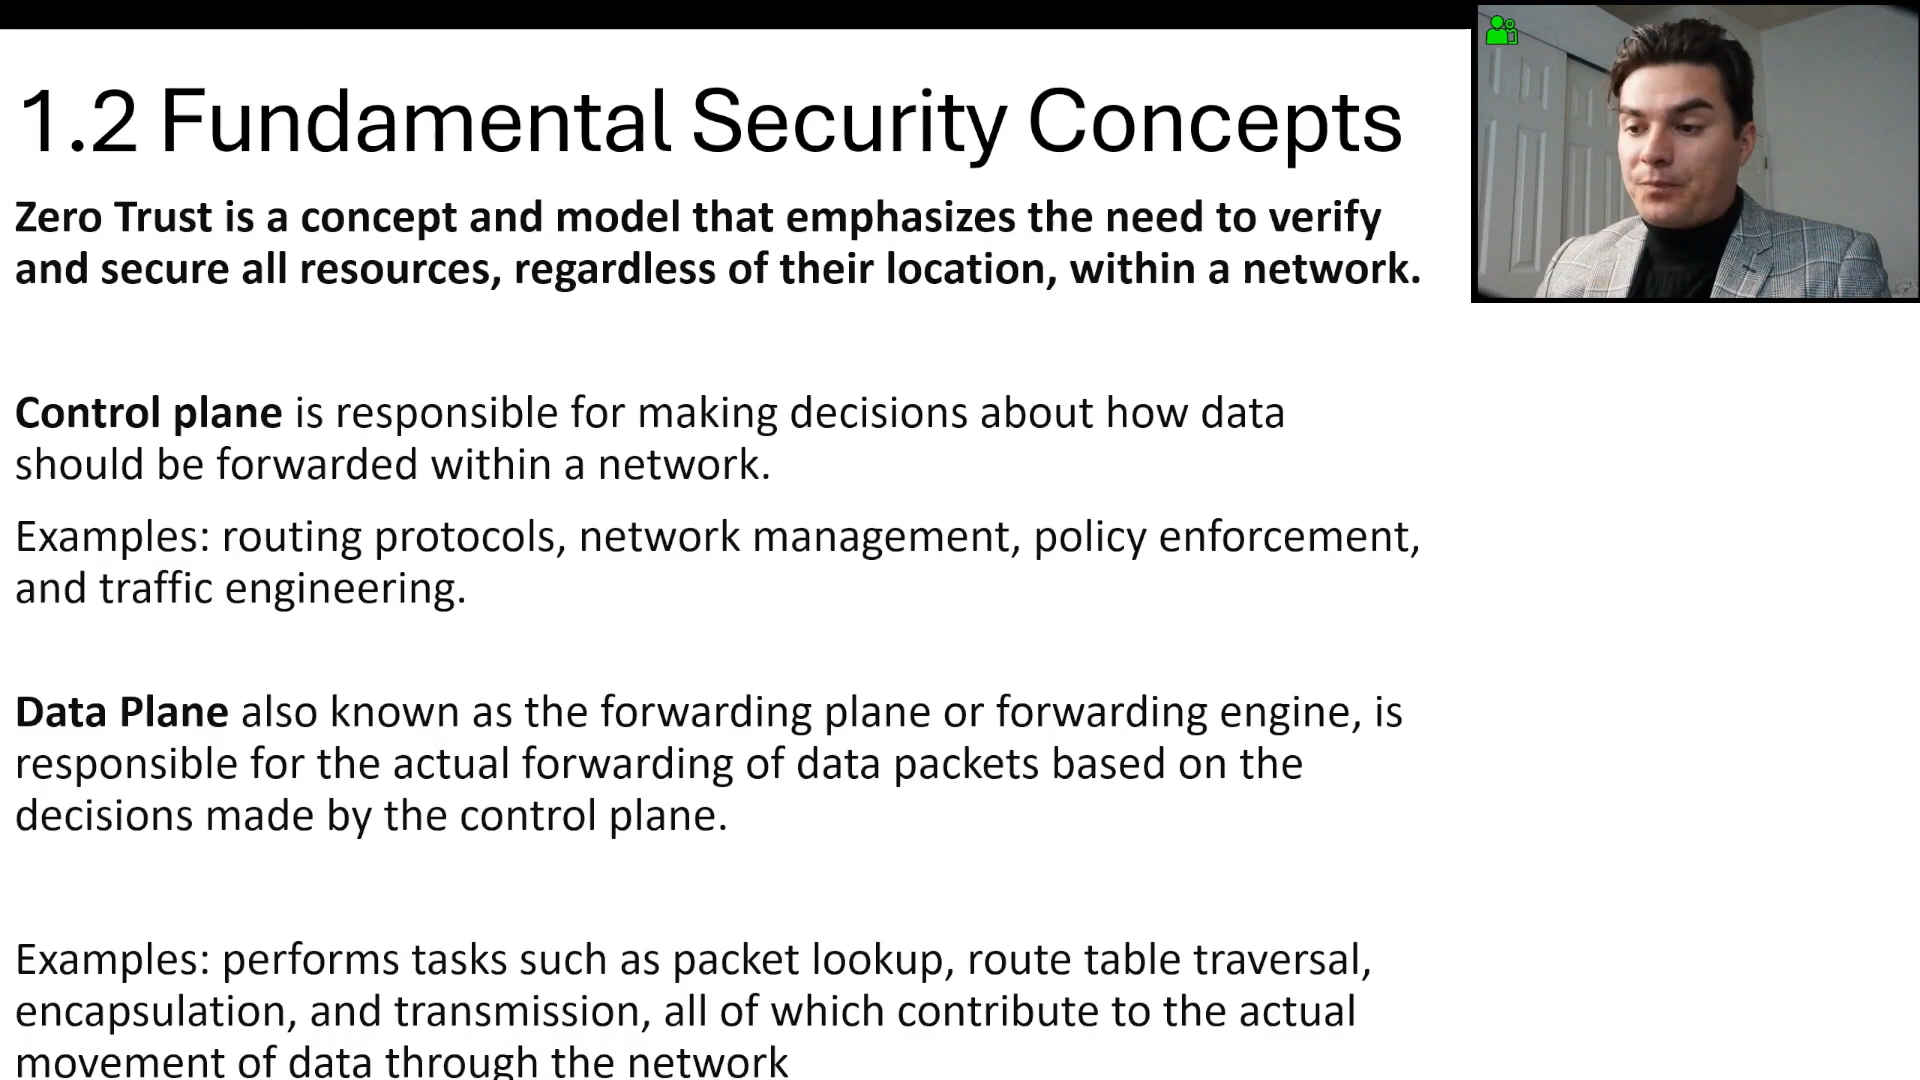 1.2 Fundamental Security Concepts
Zero Trust is a concept and model that emphasizes the need to verify
and secure all resources, regardless of their location, within a network.
Control plane is responsible for making decisions about how data
should be forwarded within a network.
Examples: routing protocols, network management, policy enforcement,
and traffic engineering.
Data Plane also known as the forwarding plane or forwarding engine, is
responsible for the actual forwarding of data packets based on the
decisions made by the control plane.
Examples: performs tasks such as packet lookup, route table traversal,
encapsulation, and transmission, all of which contribute to the actual
movement of data through the network